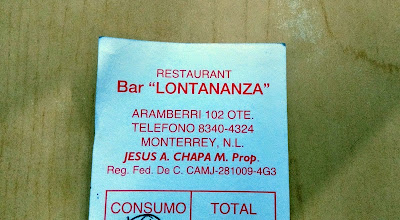 RESTAURANT
Bar "LONTANANZA"
ARAMBERRI 102 OTE.
TELEFONO 8340-4324
MONTERREY, N.L.
JESUS A. CHAPA M. Prop.
Reg. Fed. De C. CAMJ-281009-4G3
CONSUMO TOTAL